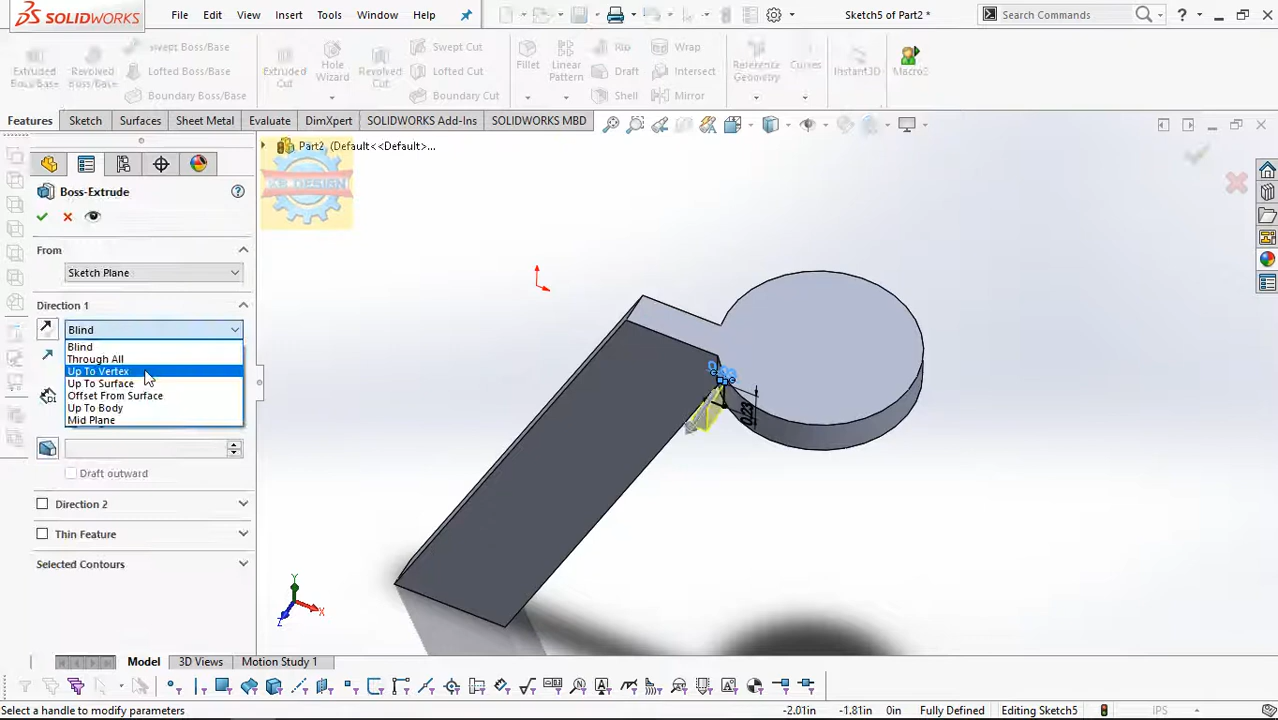 SOLIDWORKS File Edit View Insert Tools Window Help Sketch5 of Part2 * Search Commands ?
Extruded Boss/Base Revolved Boss/Base Swept Boss/Base Lofted Boss/Base Boundary Boss/Base Extruded Cut Hole Wizard Revolved Cut Swept Cut Lofted Cut Boundary Cut Fillet Linear Pattern Rib Draft Shell Wrap Intersect Mirror Reference Geometry Curves Instant3D Macro2
Features Sketch Surfaces Sheet Metal Evaluate DimXpert SOLIDWORKS Add-Ins SOLIDWORKS MBD
Part2 (Default<<Default>...
KB DESIGN
Boss-Extrude ?
From
Sketch Plane
Direction 1
Blind
Blind
Through All
Up To Vertex
Up To Surface
Offset From Surface
Up To Body
Mid Plane
Draft outward
Direction 2
Thin Feature
Selected Contours
0.23
Y
X
Z
Model 3D Views Motion Study 1
Select a handle to modify parameters -2.01in -1.81in 0in Fully Defined Editing Sketch5 IPS